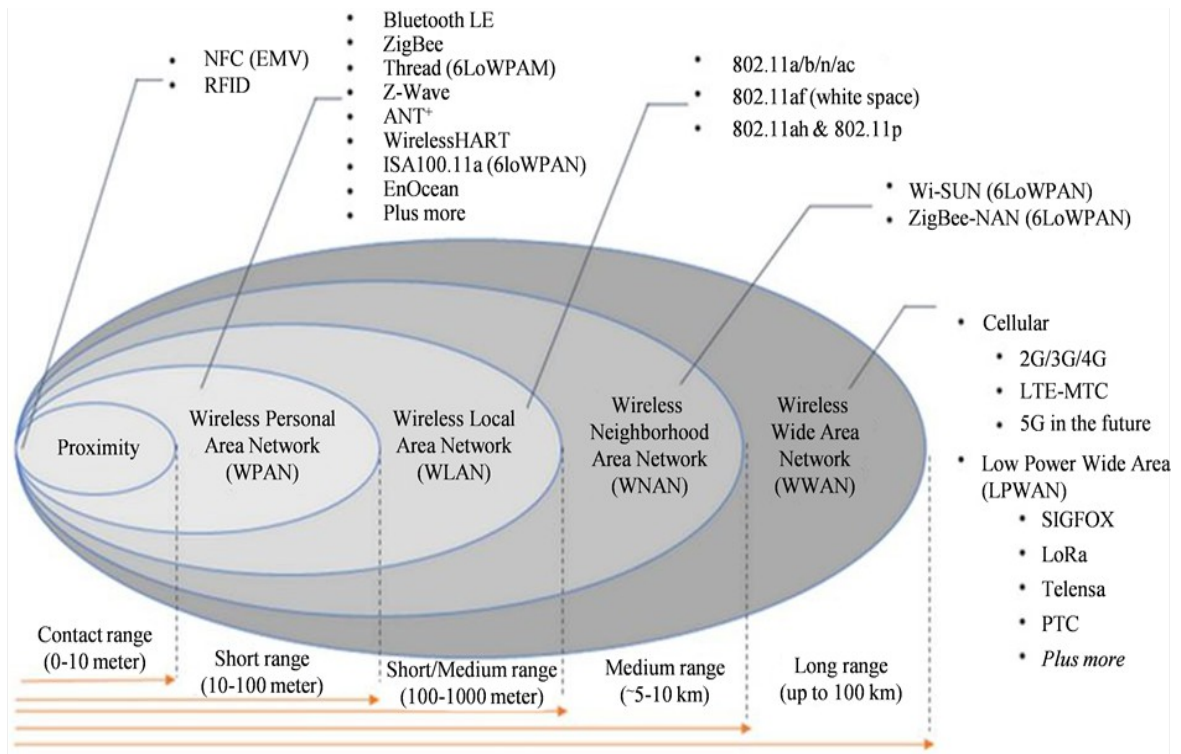 • NFC (EMV)
• RFID
• Bluetooth LE
• ZigBee
• Thread (6LoWPAM)
• Z-Wave
• ANT⁺
• WirelessHART
• ISA100.11a (6loWPAN)
• EnOcean
• Plus more
• 802.11a/b/n/ac
• 802.11af (white space)
• 802.11ah & 802.11p
• Wi-SUN (6LoWPAN)
• ZigBee-NAN (6LoWPAN)
• Cellular
• 2G/3G/4G
• LTE-MTC
• 5G in the future
• Low Power Wide Area
(LPWAN)
• SIGFOX
• LoRa
• Telensa
• PTC
• Plus more
Proximity
Wireless Personal
Area Network
(WPAN)
Wireless Local
Area Network
(WLAN)
Wireless
Neighborhood
Area Network
(WNAN)
Wireless
Wide Area
Network
(WWAN)
Contact range
(0-10 meter)
Short range
(10-100 meter)
Short/Medium range
(100-1000 meter)
Medium range
(~5-10 km)
Long range
(up to 100 km)